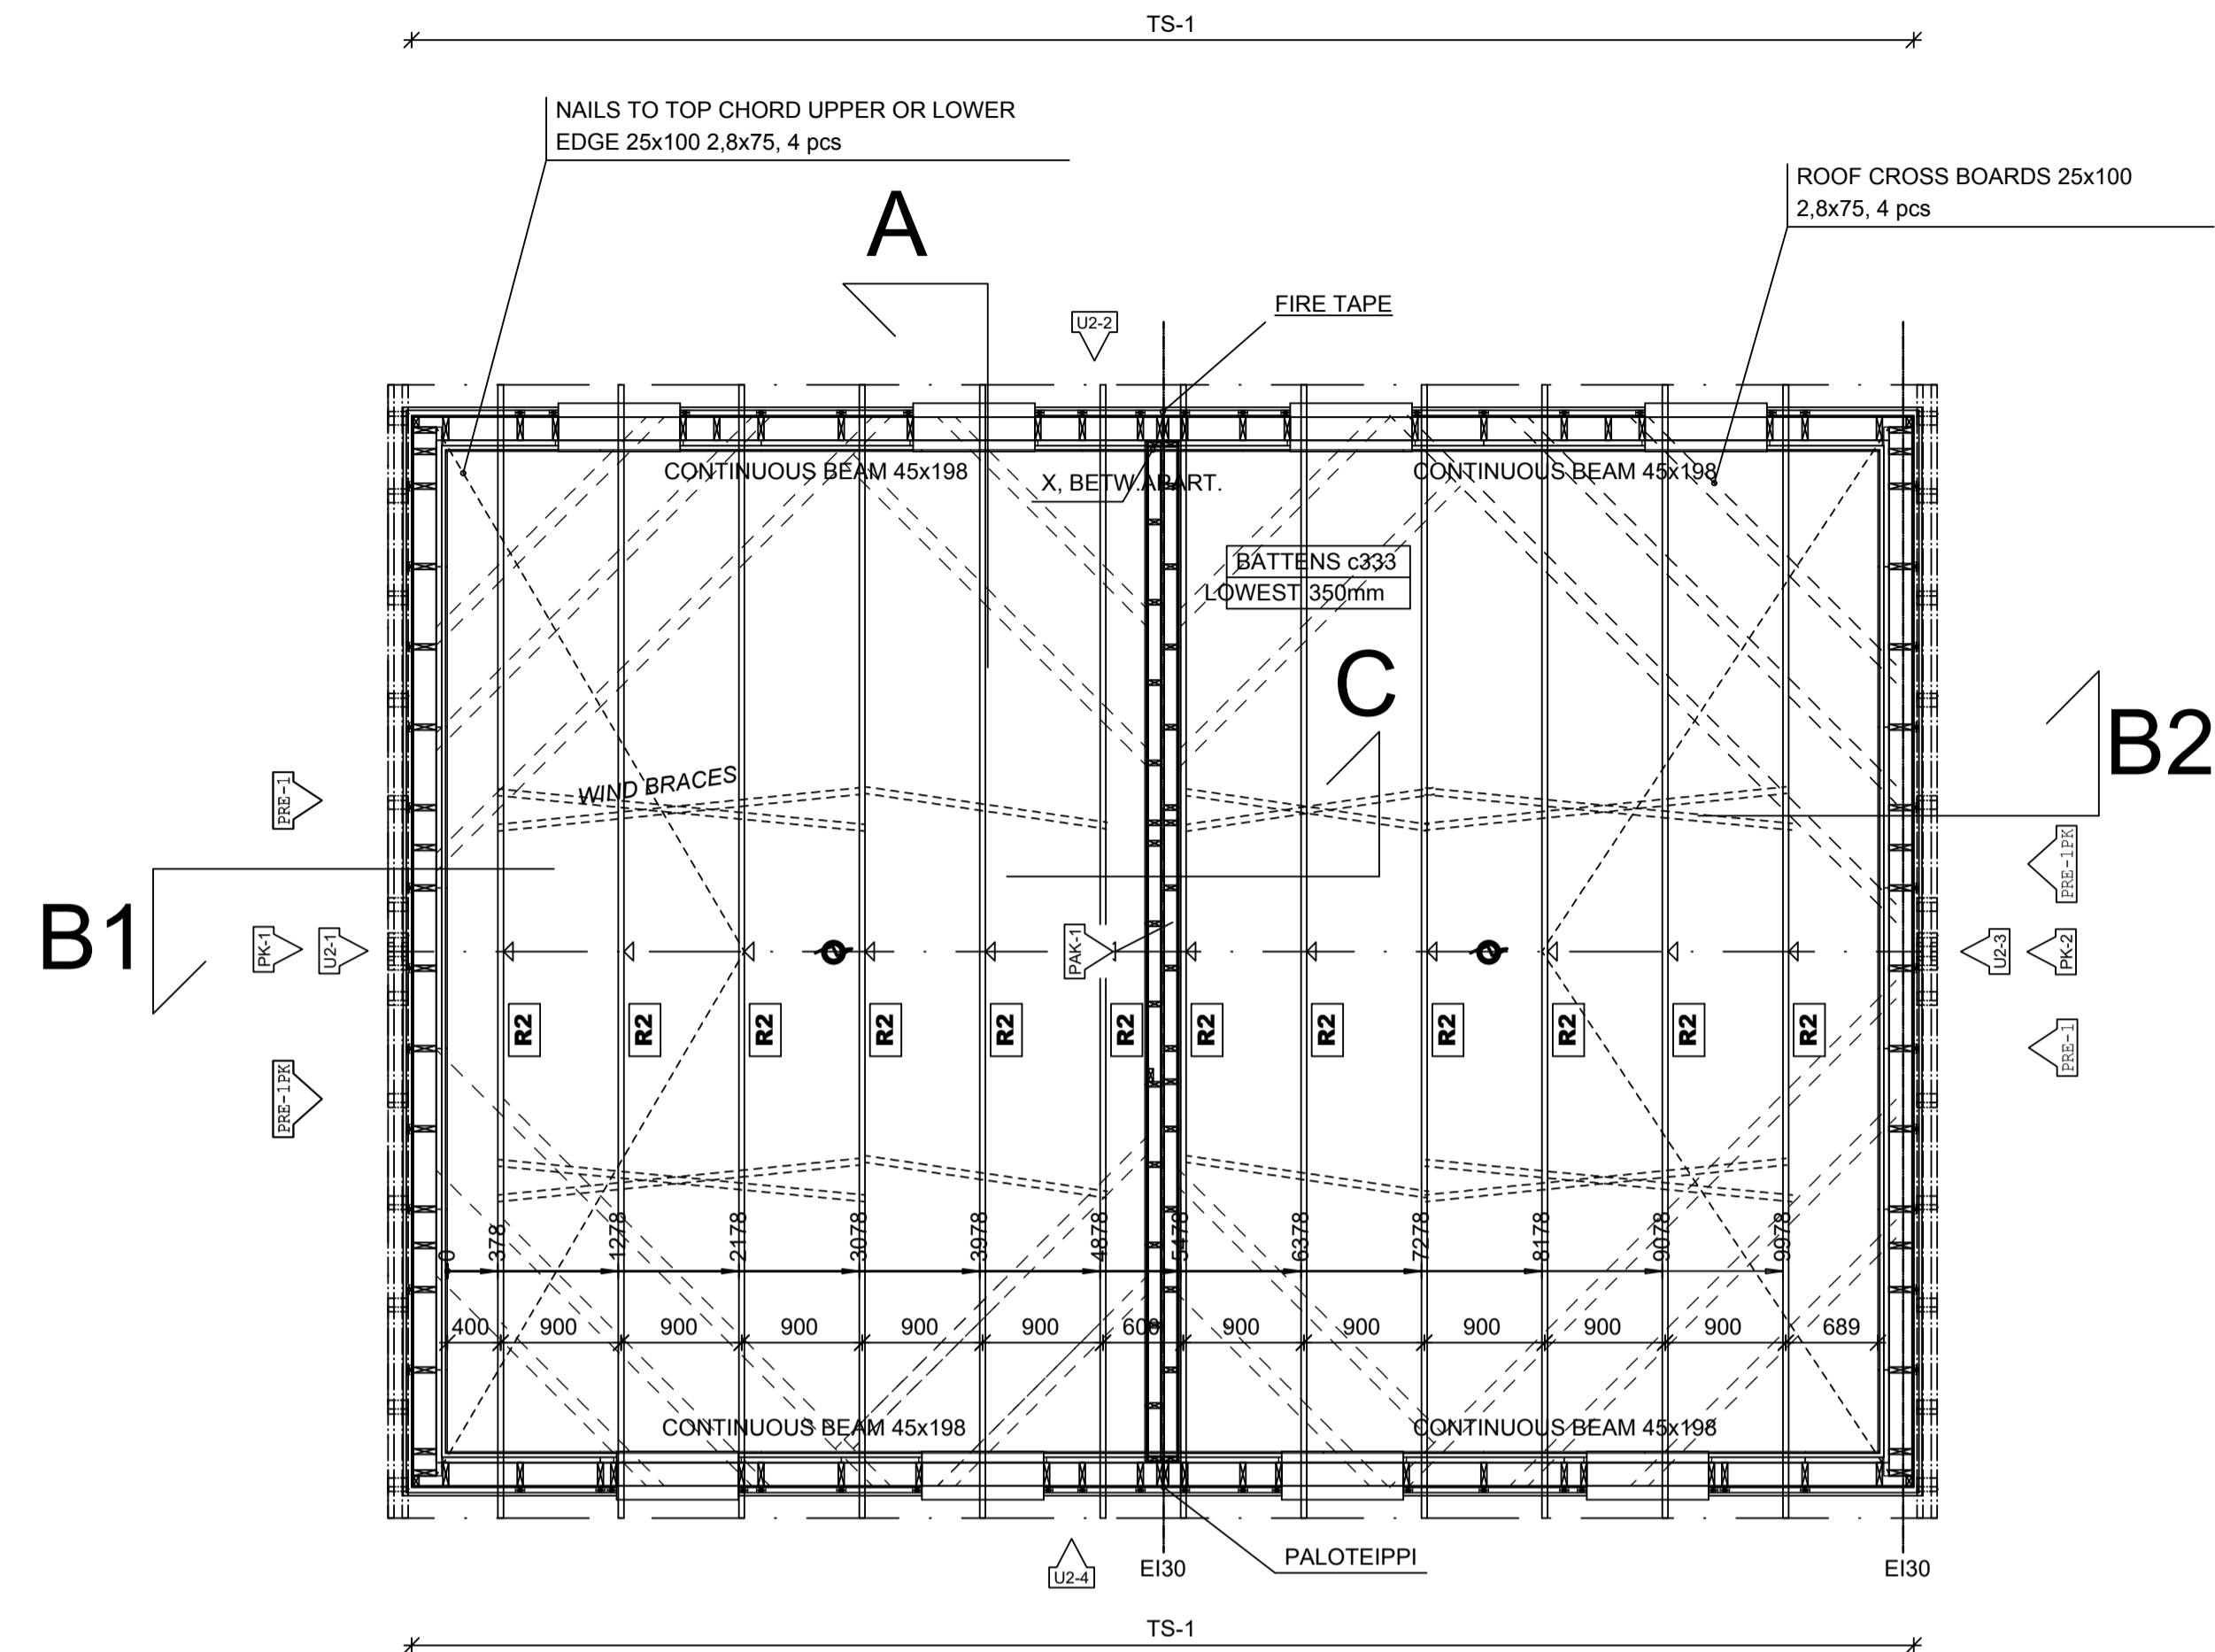 TS-1
NAILS TO TOP CHORD UPPER OR LOWER
EDGE 25x100 2,8x75, 4 pcs
ROOF CROSS BOARDS 25x100
2,8x75, 4 pcs
A
FIRE TAPE
U2-2
CONTINUOUS BEAM 45x198
X, BETW.APART.
CONTINUOUS BEAM 45x198
BATTENS c333
LOWEST 350mm
C
B2
WIND BRACES
PRE-1
PRE-1PK
B1
PK-1
U2-1
PAK-1
U2-3
PK-2
R2
R2
R2
R2
R2
R2
R2
R2
R2
R2
R2
R2
PRE-1PK
PRE-1
0
378
1278
2178
3078
3978
4878
5478
6378
7278
8178
9078
9978
400
900
900
900
900
900
600
900
900
900
900
900
689
CONTINUOUS BEAM 45x198
CONTINUOUS BEAM 45x198
PALOTEIPPI
U2-4
EI30
EI30
TS-1